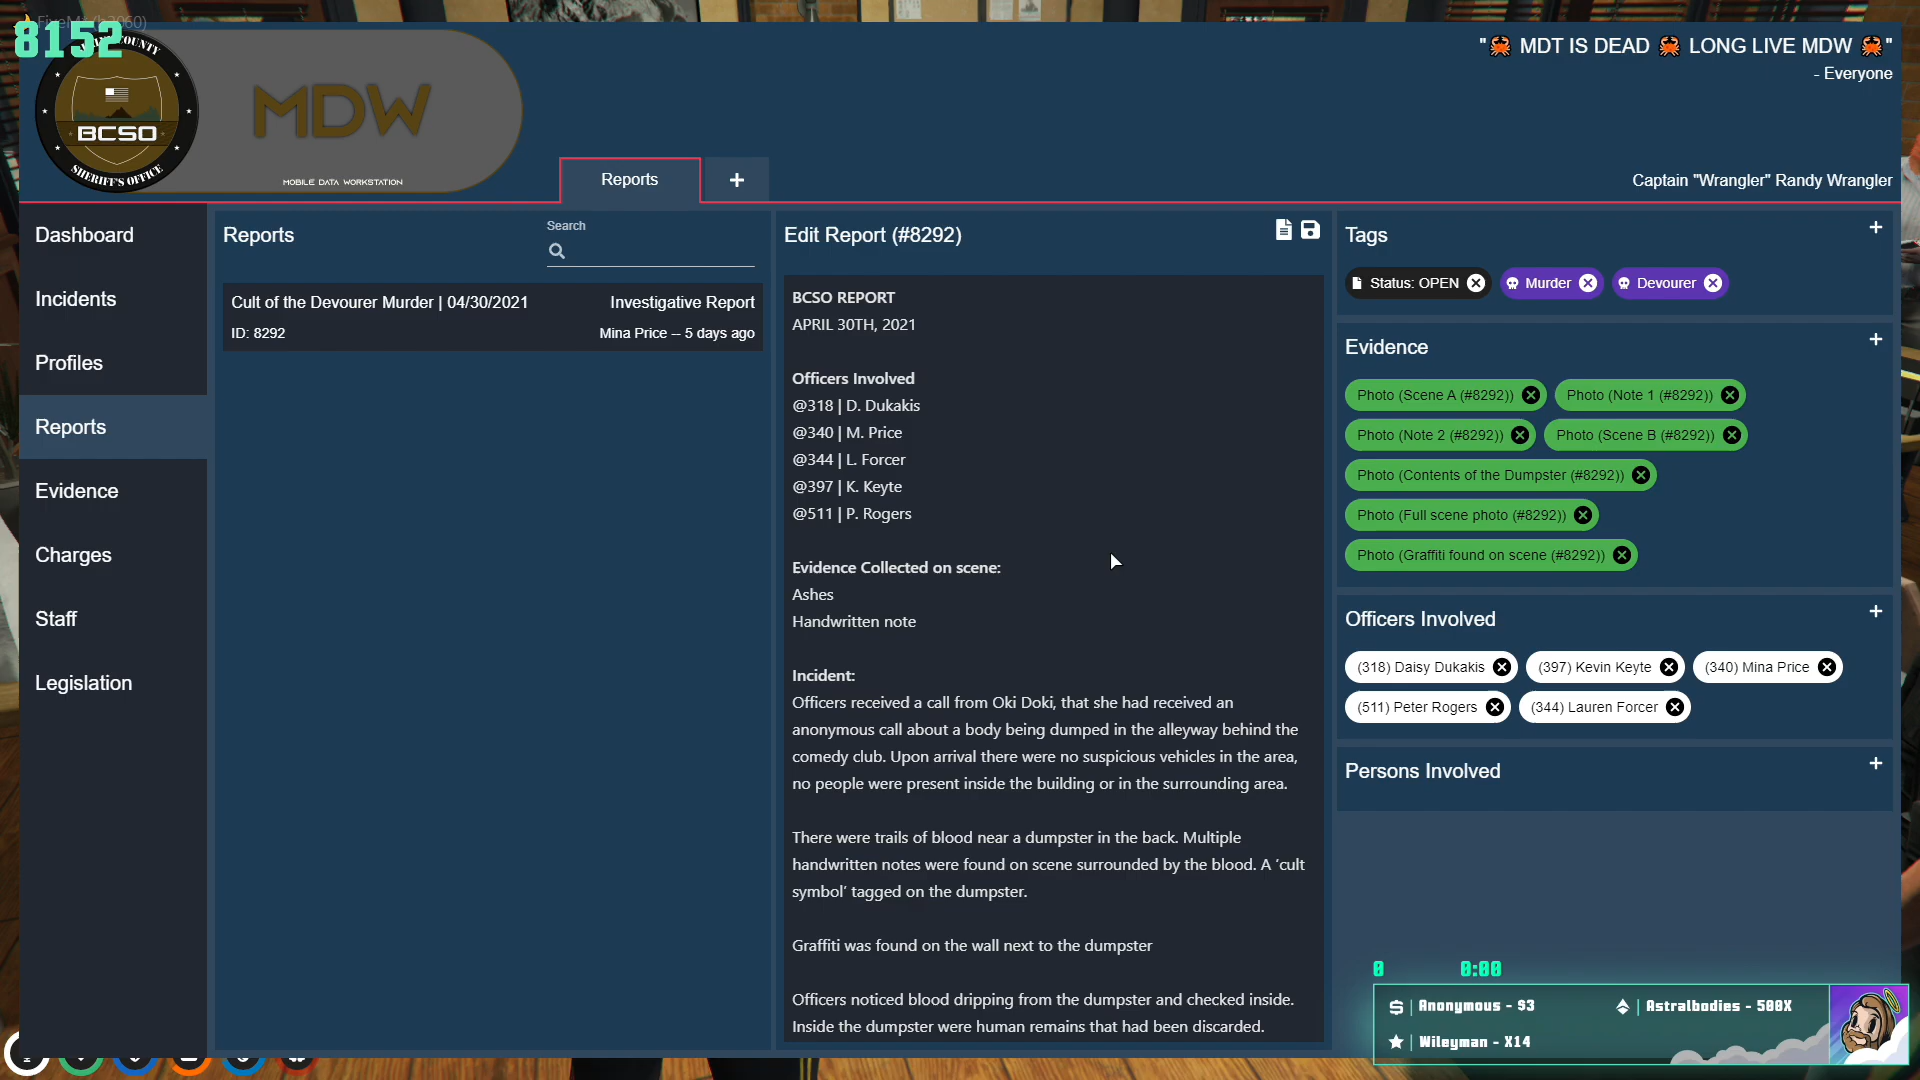 8152
BCSO
SHERIFF'S OFFICE
MDW
MOBILE DATA WORKSTATION
"🦀 MDT IS DEAD 🦀 LONG LIVE MDW 🦀"
- Everyone
Reports
+
Captain "Wrangler" Randy Wrangler
Dashboard
Incidents
Profiles
Reports
Evidence
Charges
Staff
Legislation
Reports
Search
Cult of the Devourer Murder | 04/30/2021
Investigative Report
ID: 8292
Mina Price -- 5 days ago
Edit Report (#8292)
BCSO REPORT
APRIL 30TH, 2021
Officers Involved
@318 | D. Dukakis
@340 | M. Price
@344 | L. Forcer
@397 | K. Keyte
@511 | P. Rogers
Evidence Collected on scene:
Ashes
Handwritten note
Incident:
Officers received a call from Oki Doki, that she had received an
anonymous call about a body being dumped in the alleyway behind the
comedy club. Upon arrival there were no suspicious vehicles in the area,
no people were present inside the building or in the surrounding area.
There were trails of blood near a dumpster in the back. Multiple
handwritten notes were found on scene surrounded by the blood. A 'cult
symbol' tagged on the dumpster.
Graffiti was found on the wall next to the dumpster
Officers noticed blood dripping from the dumpster and checked inside.
Inside the dumpster were human remains that had been discarded.
Tags
Status: OPEN
Murder
Devourer
Evidence
Photo (Scene A (#8292))
Photo (Note 1 (#8292))
Photo (Note 2 (#8292))
Photo (Scene B (#8292))
Photo (Contents of the Dumpster (#8292))
Photo (Full scene photo (#8292))
Photo (Graffiti found on scene (#8292))
Officers Involved
(318) Daisy Dukakis
(397) Kevin Keyte
(340) Mina Price
(511) Peter Rogers
(344) Lauren Forcer
Persons Involved
0
0:00
$ | Anonymous - $3
| Astralbodies - 500X
| Wileyman - X14